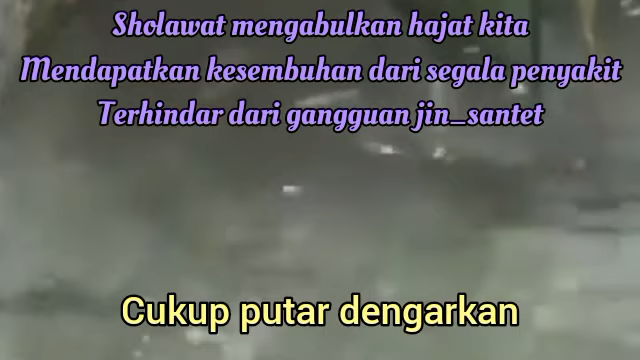 Sholawat mengabulkan hajat kita
Mendapatkan kesembuhan dari segala penyakit
Terhindar dari gangguan jin_santet
Cukup putar dengarkan